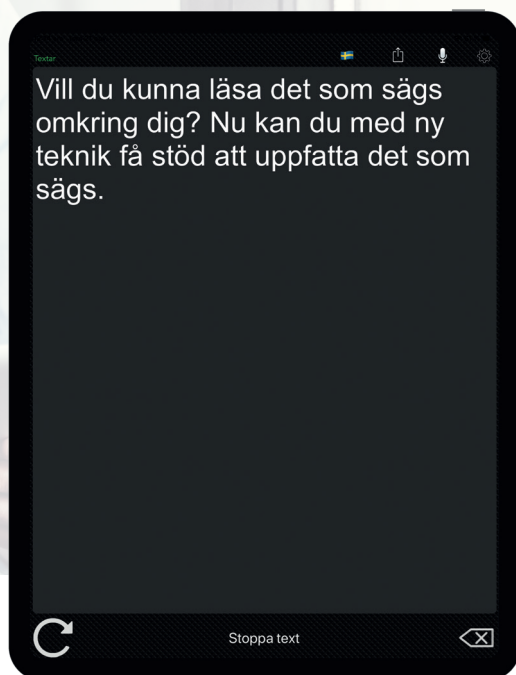 Textar
Vill du kunna läsa det som sägs
omkring dig? Nu kan du med ny
teknik få stöd att uppfatta det som
sägs.
Stoppa text